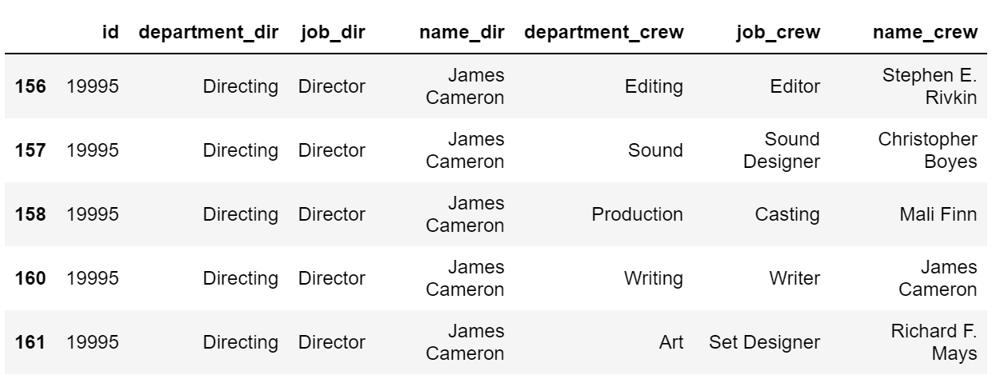 id department_dir job_dir name_dir department_crew job_crew name_crew
156 19995 Directing Director James Cameron Editing Editor Stephen E. Rivkin
157 19995 Directing Director James Cameron Sound Sound Designer Christopher Boyes
158 19995 Directing Director James Cameron Production Casting Mali Finn
160 19995 Directing Director James Cameron Writing Writer James Cameron
161 19995 Directing Director James Cameron Art Set Designer Richard F. Mays